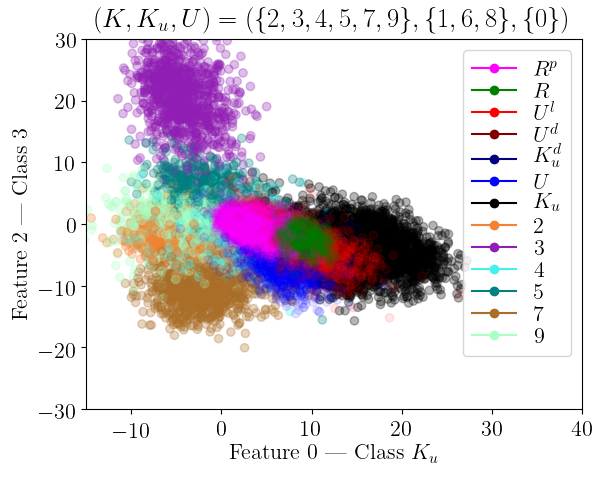 (K, K_u, U) = ({2, 3, 4, 5, 7, 9}, {1, 6, 8}, {0})
30
20
10
0
−10
−20
−30
−10
0
10
20
30
40
Feature 2 — Class 3
Feature 0 — Class K_u
R^p
R
U^l
U^d
K_u^d
U
K_u
2
3
4
5
7
9